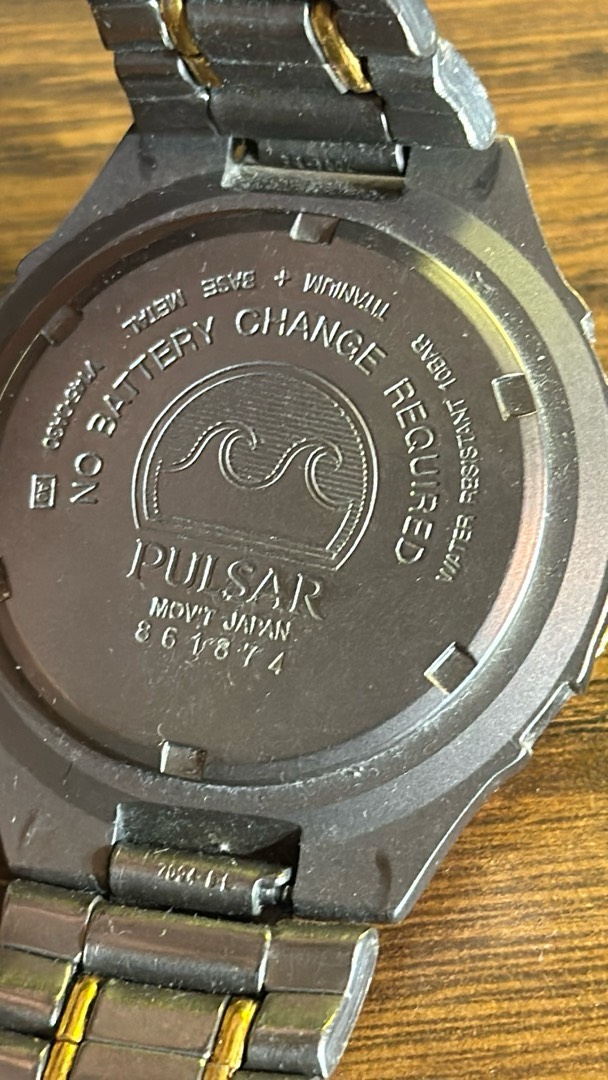 TITANIUM + BASE METAL
NO BATTERY CHANGE REQUIRED
WATER RESISTANT 10BAR
PULSAR
MOV'T JAPAN
861874